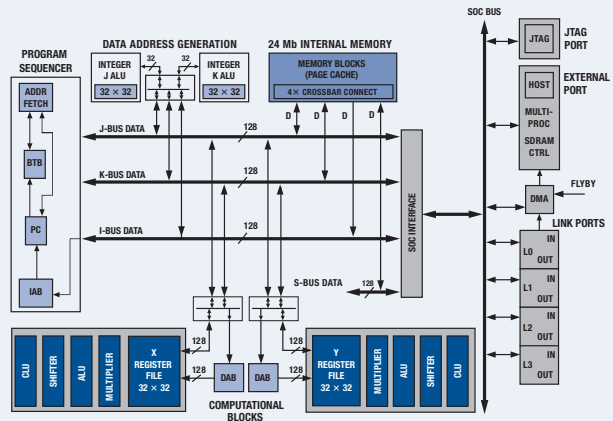 SOC BUS
DATA ADDRESS GENERATION
24 Mb INTERNAL MEMORY
JTAG
JTAG
PORT
PROGRAM
SEQUENCER
32
32
INTEGER
J ALU
32 × 32
INTEGER
K ALU
32 × 32
MEMORY BLOCKS
(PAGE CACHE)
4× CROSSBAR CONNECT
EXTERNAL
PORT
HOST
MULTI-
PROC
SDRAM
CTRL
ADDR
FETCH
BTB
PC
IAB
D
D
D
D
J-BUS DATA
128
K-BUS DATA
128
I-BUS DATA
128
S-BUS DATA
128
SOC INTERFACE
DMA
FLYBY
LINK PORTS
IN
L0
OUT
IN
L1
OUT
IN
L2
OUT
IN
L3
OUT
CLU
SHIFTER
ALU
MULTIPLIER
X
REGISTER
FILE
32 × 32
128
128
DAB
DAB
128
128
Y
REGISTER
FILE
32 × 32
MULTIPLIER
ALU
SHIFTER
CLU
COMPUTATIONAL
BLOCKS